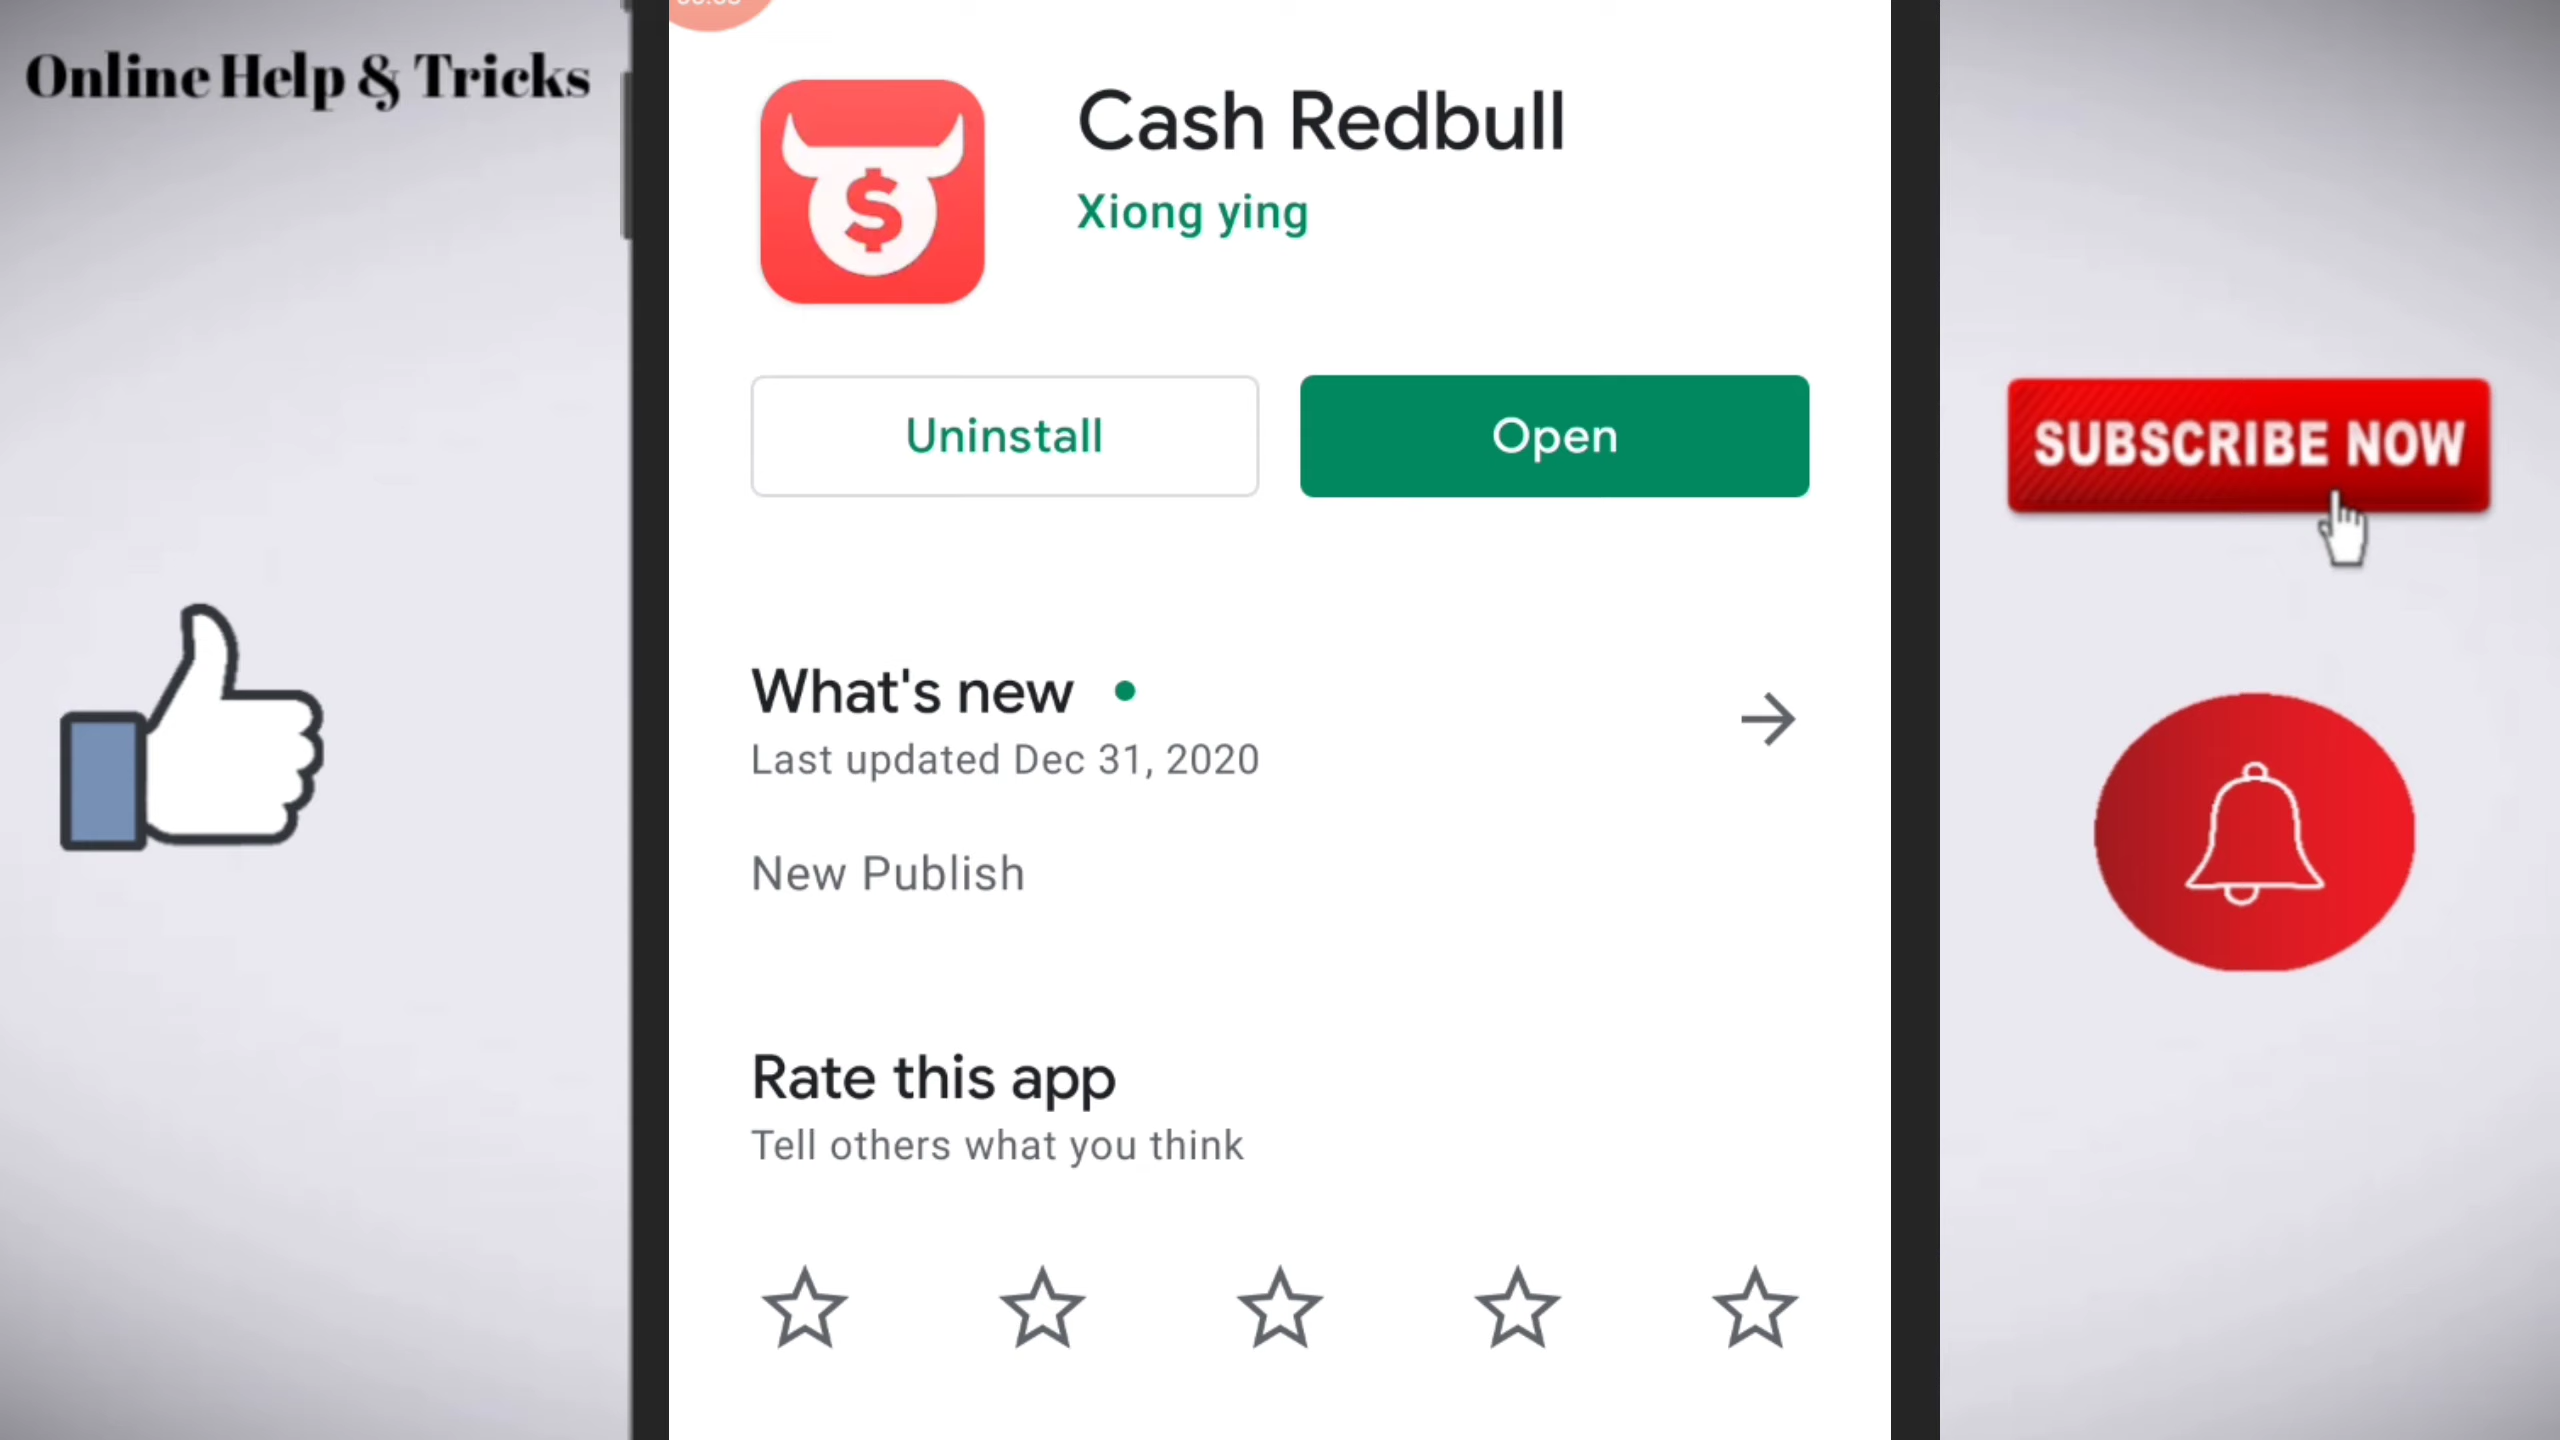 Online Help & Tricks
Cash Redbull
Xiong ying
$
Uninstall
Open
SUBSCRIBE NOW
What's new
Last updated Dec 31, 2020
New Publish
Rate this app
Tell others what you think